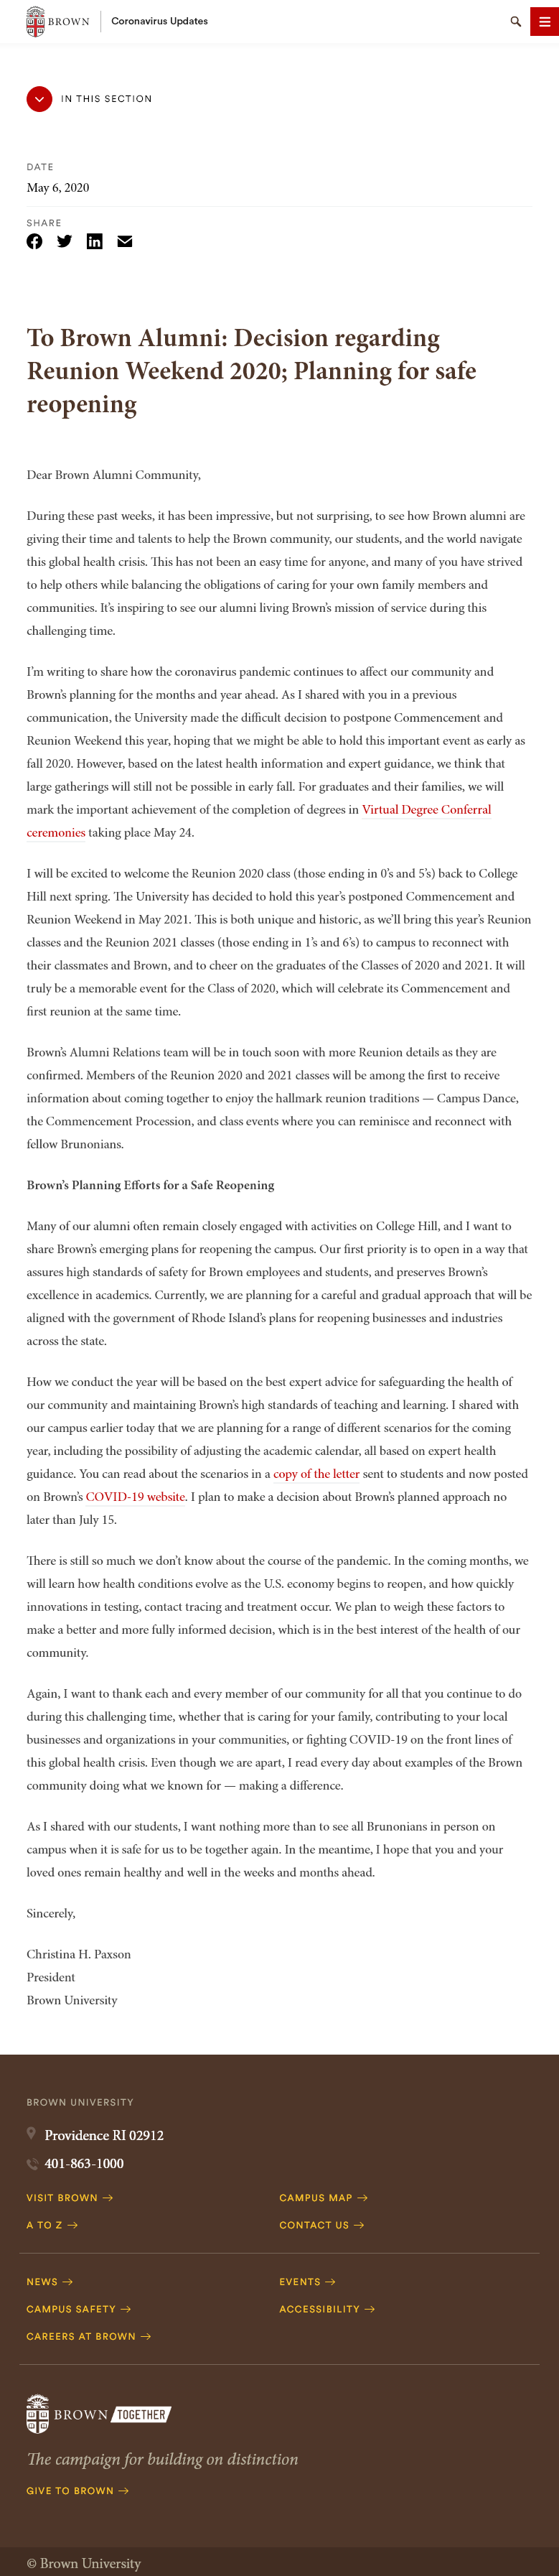 BROWN
Coronavirus Updates
IN THIS SECTION
DATE
May 6, 2020
SHARE
To Brown Alumni: Decision regarding
Reunion Weekend 2020; Planning for safe
reopening
Dear Brown Alumni Community,
During these past weeks, it has been impressive, but not surprising, to see how Brown alumni are
giving their time and talents to help the Brown community, our students, and the world navigate
this global health crisis. This has not been an easy time for anyone, and many of you have strived
to help others while balancing the obligations of caring for your own family members and
communities. It’s inspiring to see our alumni living Brown’s mission of service during this
challenging time.
I’m writing to share how the coronavirus pandemic continues to affect our community and
Brown’s planning for the months and year ahead. As I shared with you in a previous
communication, the University made the difficult decision to postpone Commencement and
Reunion Weekend this year, hoping that we might be able to hold this important event as early as
fall 2020. However, based on the latest health information and expert guidance, we think that
large gatherings will still not be possible in early fall. For graduates and their families, we will
mark the important achievement of the completion of degrees in Virtual Degree Conferral
ceremonies taking place May 24.
I will be excited to welcome the Reunion 2020 class (those ending in 0’s and 5’s) back to College
Hill next spring. The University has decided to hold this year’s postponed Commencement and
Reunion Weekend in May 2021. This is both unique and historic, as we’ll bring this year’s Reunion
classes and the Reunion 2021 classes (those ending in 1’s and 6’s) to campus to reconnect with
their classmates and Brown, and to cheer on the graduates of the Classes of 2020 and 2021. It will
truly be a memorable event for the Class of 2020, which will celebrate its Commencement and
first reunion at the same time.
Brown’s Alumni Relations team will be in touch soon with more Reunion details as they are
confirmed. Members of the Reunion 2020 and 2021 classes will be among the first to receive
information about coming together to enjoy the hallmark reunion traditions — Campus Dance,
the Commencement Procession, and class events where you can reminisce and reconnect with
fellow Brunonians.
Brown’s Planning Efforts for a Safe Reopening
Many of our alumni often remain closely engaged with activities on College Hill, and I want to
share Brown’s emerging plans for reopening the campus. Our first priority is to open in a way that
assures high standards of safety for Brown employees and students, and preserves Brown’s
excellence in academics. Currently, we are planning for a careful and gradual approach that will be
aligned with the government of Rhode Island’s plans for reopening businesses and industries
across the state.
How we conduct the year will be based on the best expert advice for safeguarding the health of
our community and maintaining Brown’s high standards of teaching and learning. I shared with
our campus earlier today that we are planning for a range of different scenarios for the coming
year, including the possibility of adjusting the academic calendar, all based on expert health
guidance. You can read about the scenarios in a copy of the letter sent to students and now posted
on Brown’s COVID-19 website. I plan to make a decision about Brown’s planned approach no
later than July 15.
There is still so much we don’t know about the course of the pandemic. In the coming months, we
will learn how health conditions evolve as the U.S. economy begins to reopen, and how quickly
innovations in testing, contact tracing and treatment occur. We plan to weigh these factors to
make a better and more fully informed decision, which is in the best interest of the health of our
community.
Again, I want to thank each and every member of our community for all that you continue to do
during this challenging time, whether that is caring for your family, contributing to your local
businesses and organizations in your communities, or fighting COVID-19 on the front lines of
this global health crisis. Even though we are apart, I read every day about examples of the Brown
community doing what we known for — making a difference.
As I shared with our students, I want nothing more than to see all Brunonians in person on
campus when it is safe for us to be together again. In the meantime, I hope that you and your
loved ones remain healthy and well in the weeks and months ahead.
Sincerely,
Christina H. Paxson
President
Brown University
BROWN UNIVERSITY
Providence RI 02912
401-863-1000
VISIT BROWN
CAMPUS MAP
A TO Z
CONTACT US
NEWS
EVENTS
CAMPUS SAFETY
ACCESSIBILITY
CAREERS AT BROWN
BROWN TOGETHER
The campaign for building on distinction
GIVE TO BROWN
© Brown University